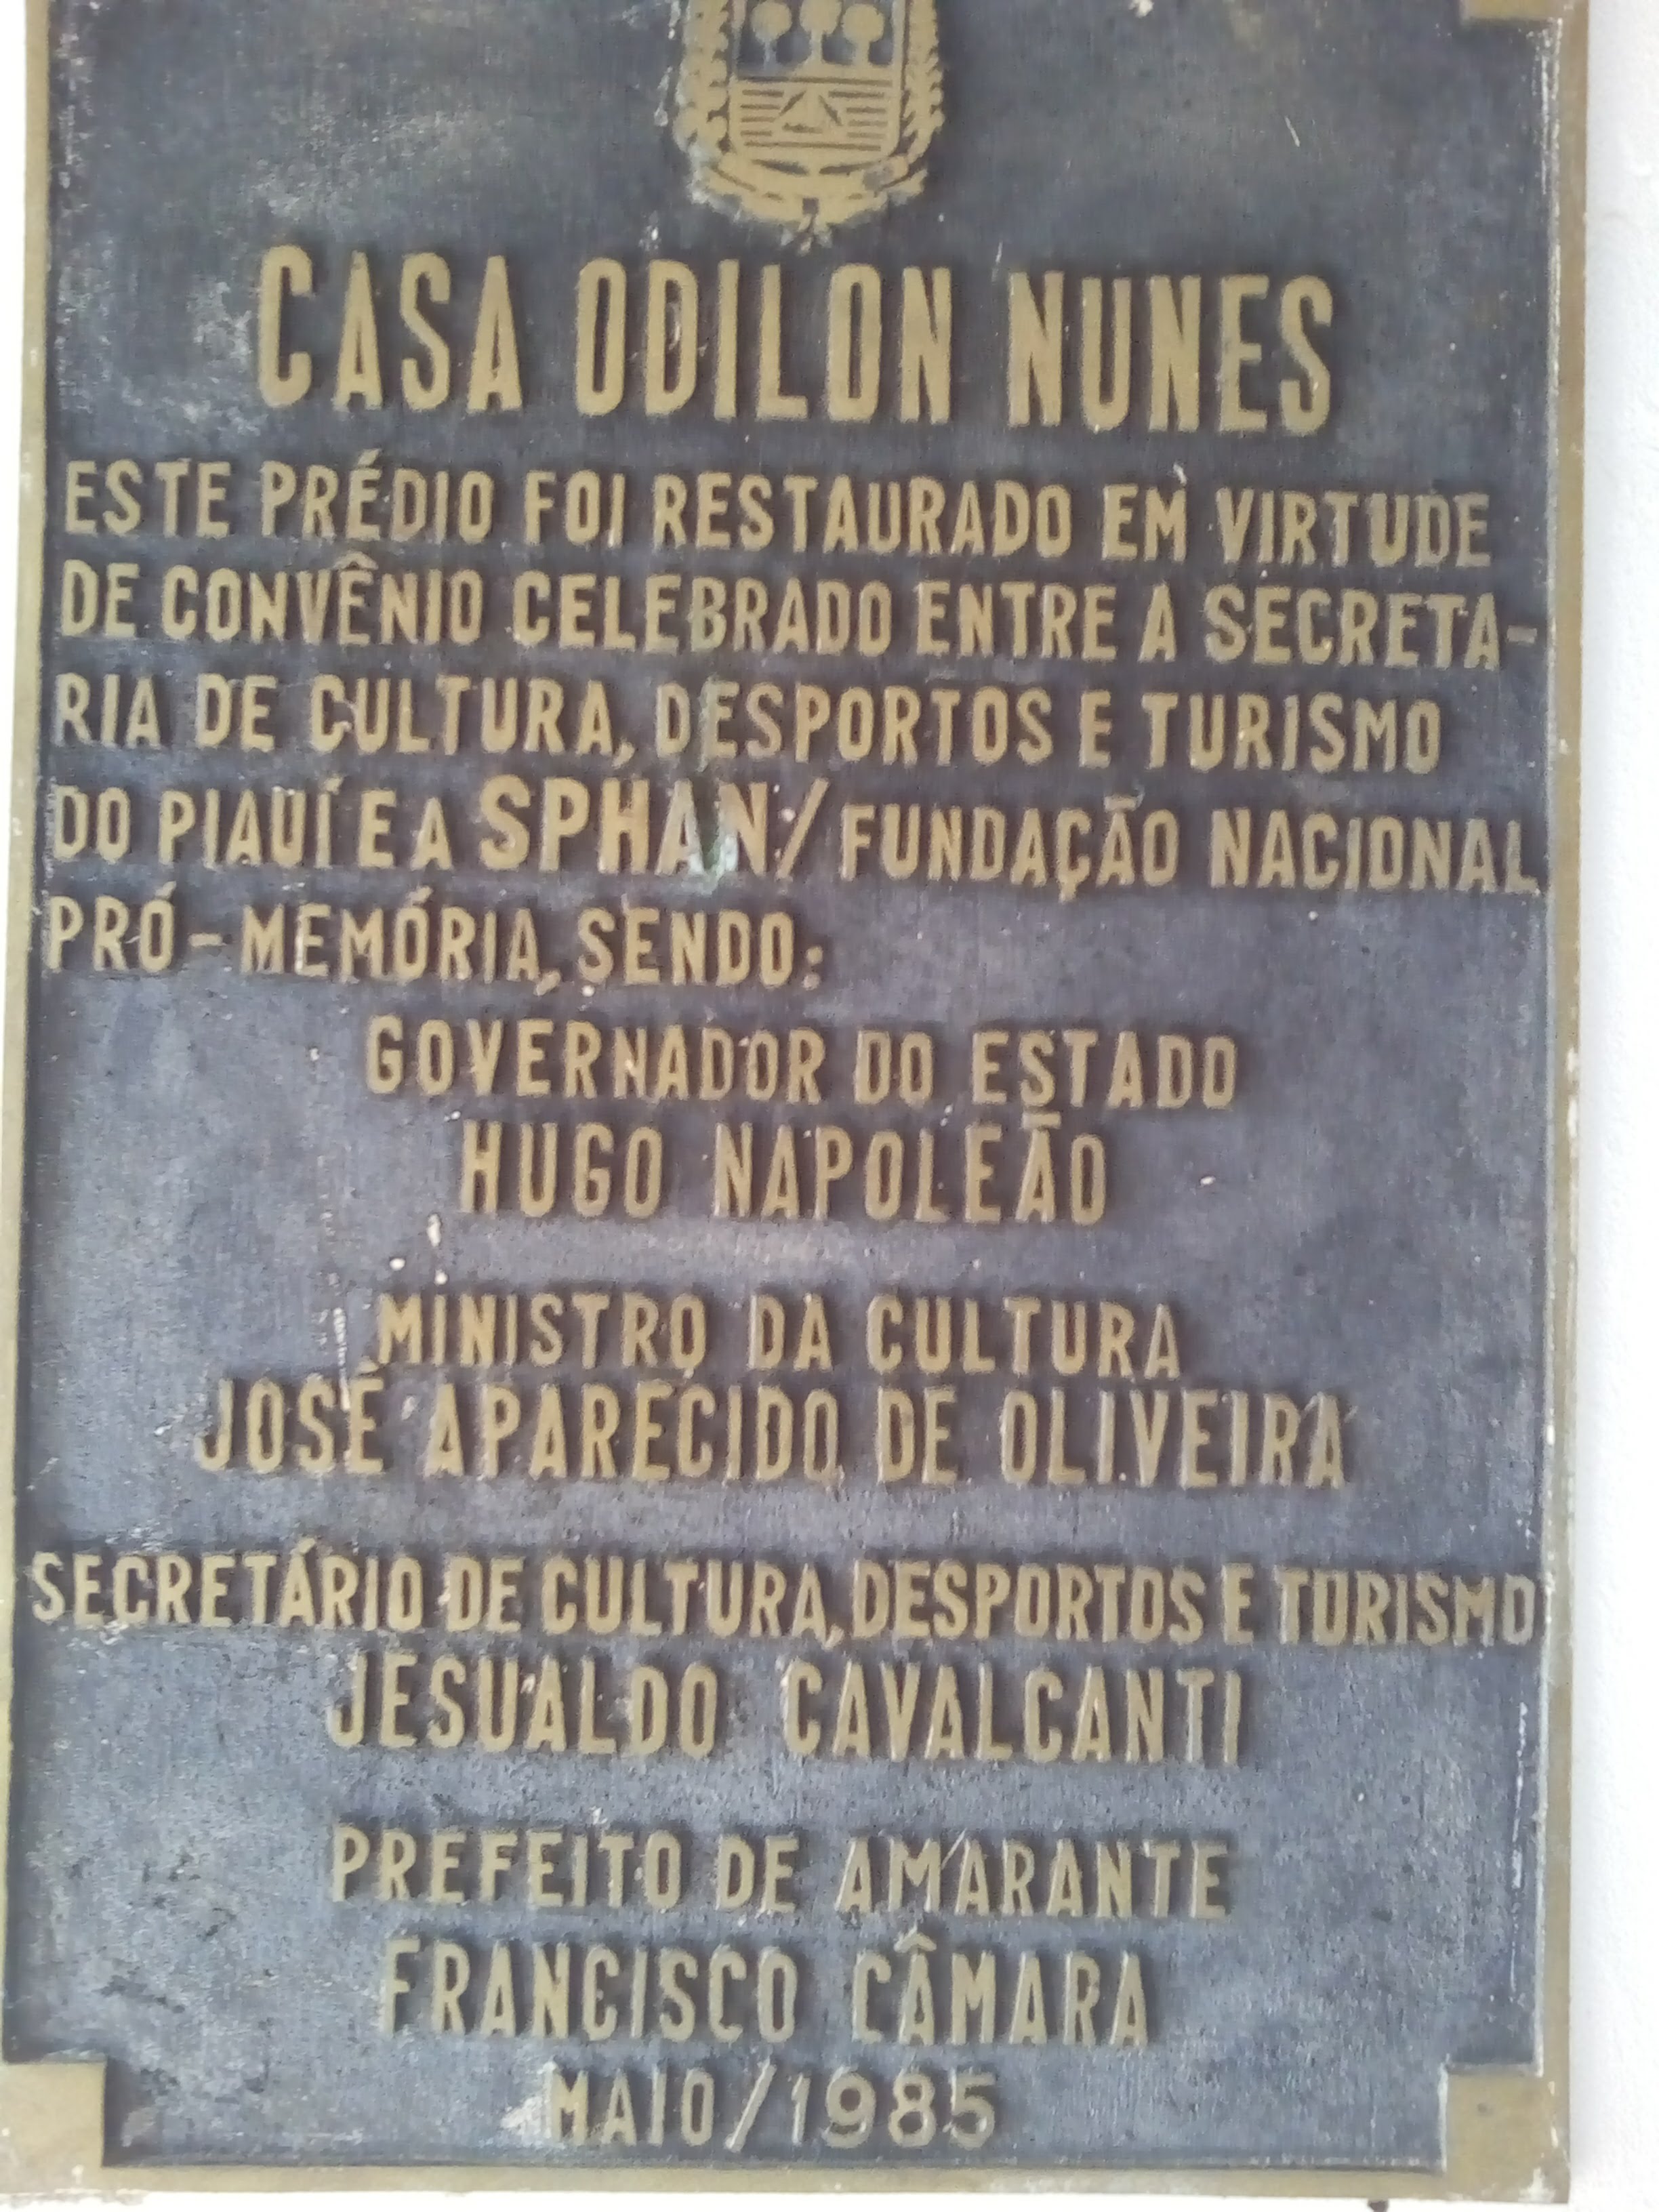 CASA ODILON NUNES
ESTE PRÉDIO FOI RESTAURADO EM VIRTUDE
DE CONVÊNIO CELEBRADO ENTRE A SECRETA-
RIA DE CULTURA, DESPORTOS E TURISMO
DO PIAUÍ E A SPHAN/FUNDAÇÃO NACIONAL
PRÓ-MEMÓRIA, SENDO:
GOVERNADOR DO ESTADO
HUGO NAPOLEÃO
MINISTRO DA CULTURA
JOSÉ APARECIDO DE OLIVEIRA
SECRETÁRIO DE CULTURA, DESPORTOS E TURISMO
JESUALDO CAVALCANTI
PREFEITO DE AMARANTE
FRANCISCO CÂMARA
MAIO/1985